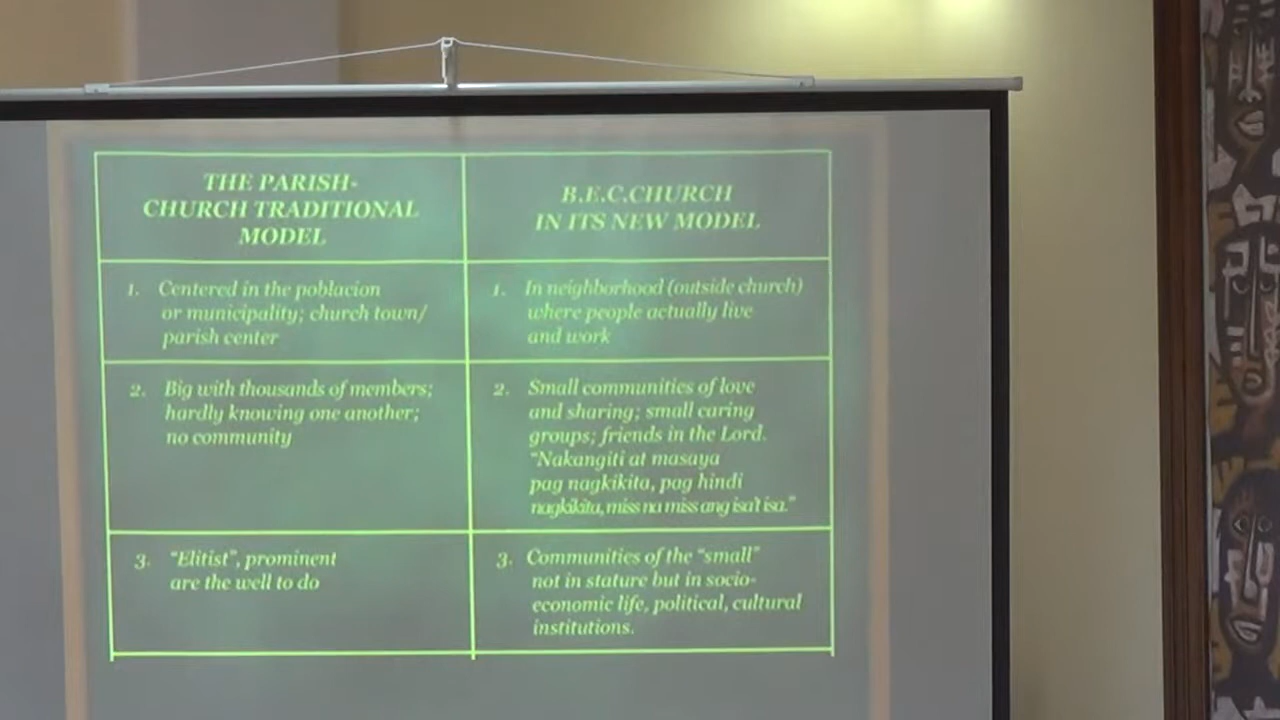 THE PARISH-
CHURCH TRADITIONAL
MODEL
B.E.C.CHURCH
IN ITS NEW MODEL
1. Centered in the poblacion
or municipality; church town/
parish center
1. In neighborhood (outside church)
where people actually live
and work
2. Big with thousands of members;
hardly knowing one another;
no community
2. Small communities of love
and sharing; small caring
groups; friends in the Lord.
"Nakangiti at masaya
pag nagkikita, pag hindi
nagkikita, miss na miss ang isa't isa."
3. "Elitist", prominent
are the well to do
3. Communities of the "small"
not in stature but in socio-
economic life, political, cultural
institutions.